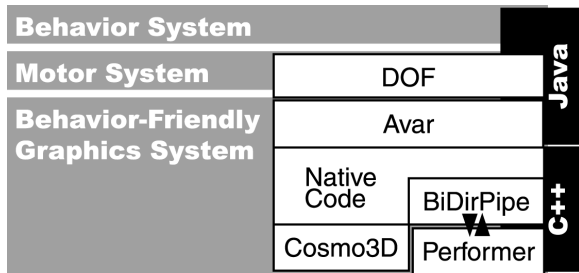 Behavior System
Motor System
DOF
Java
Behavior-Friendly
Graphics System
Avar
Native
Code
BiDirPipe
C++
Cosmo3D
Performer